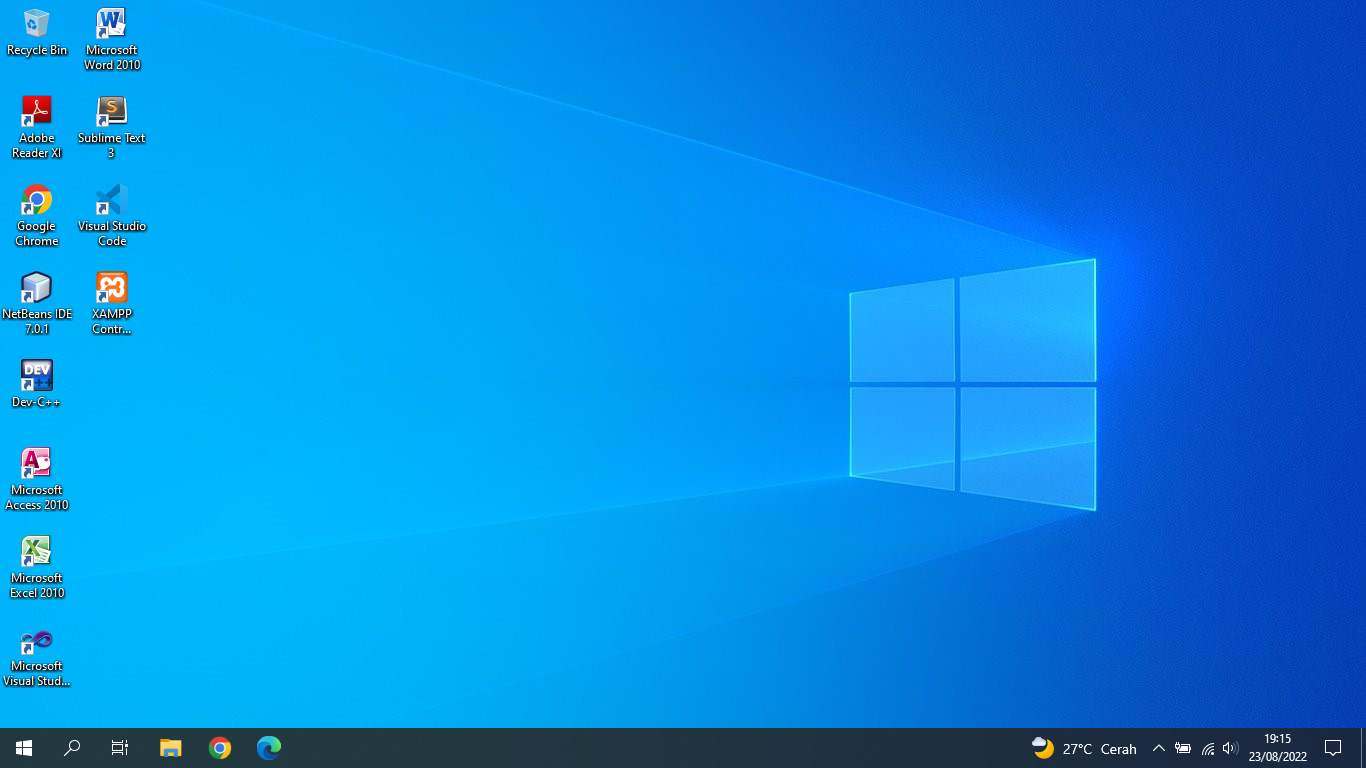 Recycle Bin
Microsoft
Word 2010
Adobe
Reader XI
Sublime Text
3
Google
Chrome
Visual Studio
Code
NetBeans IDE
7.0.1
XAMPP
Contr...
DEV
Dev-C++
Microsoft
Access 2010
Microsoft
Excel 2010
Microsoft
Visual Stud...
27°C Cerah
19:15
23/08/2022